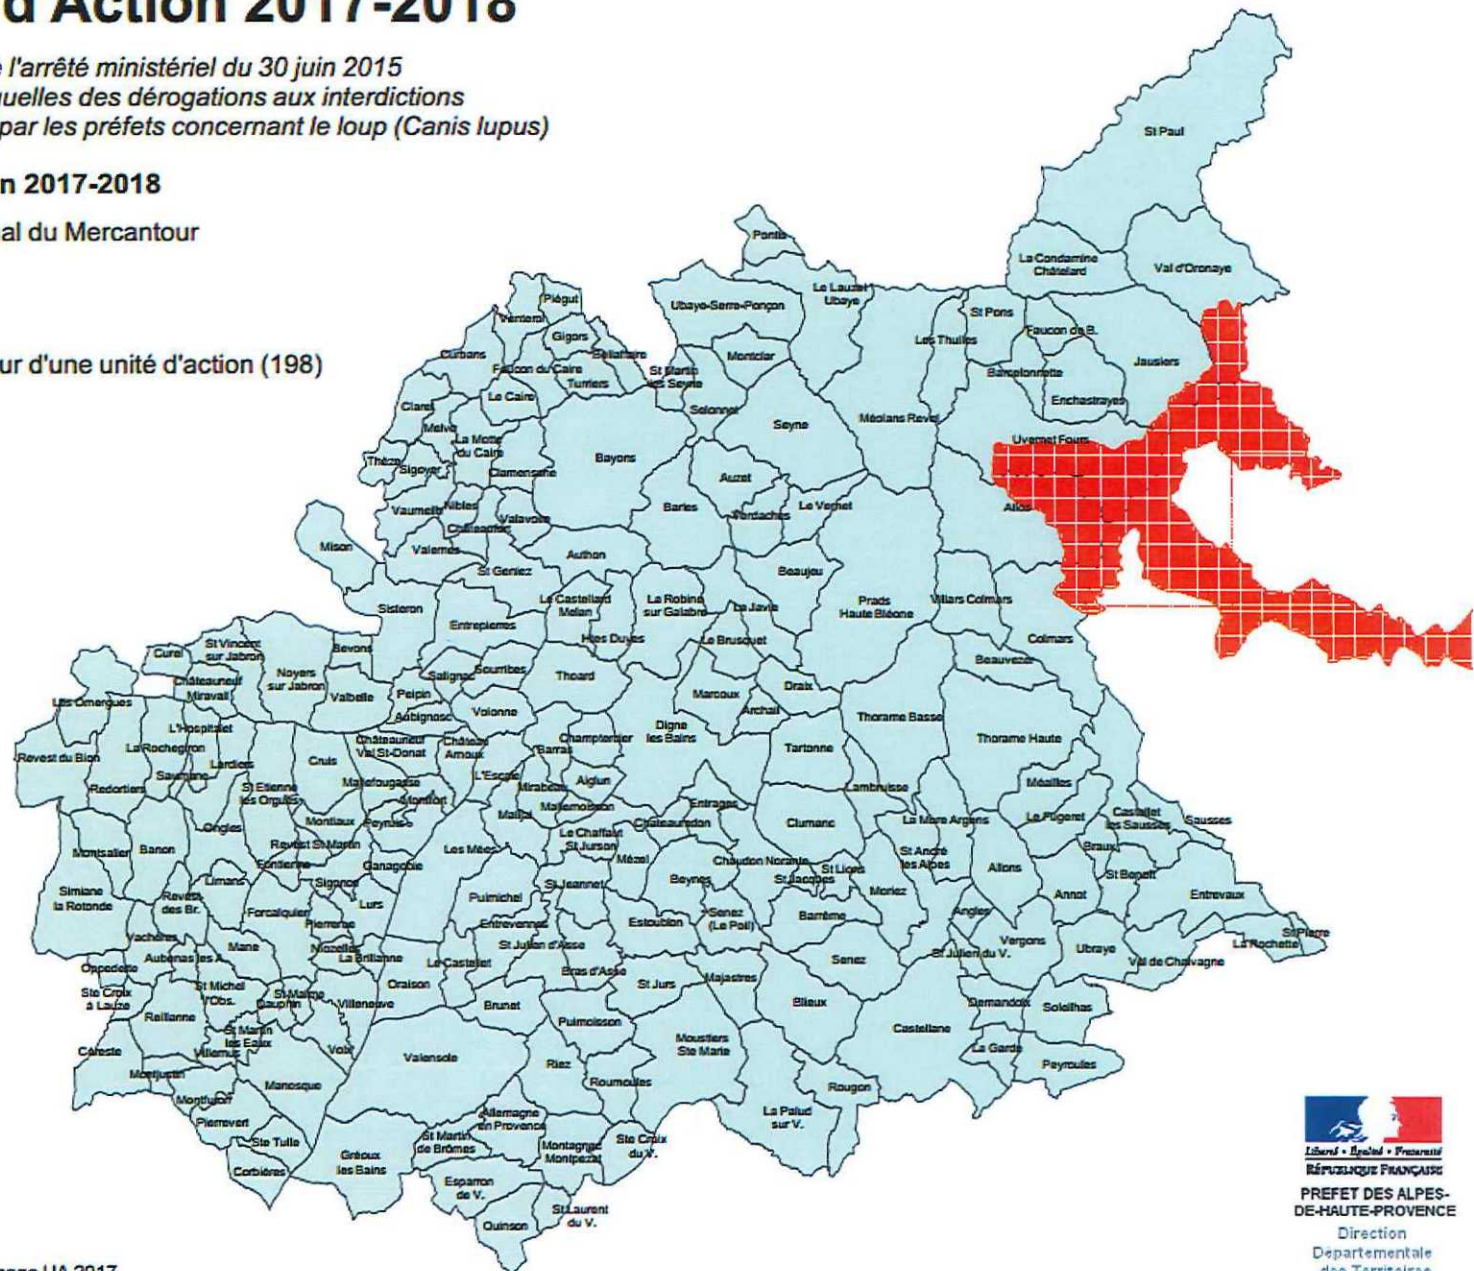 d'Action 2017-2018
l'arrêté ministériel du 30 juin 2015
uelles des dérogations aux interdictions
par les préfets concernant le loup (Canis lupus)
n 2017-2018
al du Mercantour
ur d'une unité d'action (198)
St Paul
Pontis
La Condamine
Châtelard
Val d'Oronaye
Le Lauzet
Ubaye
Ubaye-Serre-Ponçon
Piégut
Venterol
St Pons
Faucon de B.
Les Thuiles
Gigors
Curbans
Bellaffaire
Faucon du Caire
Turriers
St Martin
les Seyne
Montclar
Jausiers
Barcelonnette
Enchastrayes
Le Caire
Claret
Selonnet
Seyne
Méolans Revel
Melve
La Motte
du Caire
Uvernet Fours
Thèze
Sigoyer
Clamensane
Bayons
Auzet
Vaumeilh
Nibles
Valavoire
Châteaufort
Barles
Verdaches
Le Vernet
Allos
Mison
Valernes
Authon
St Geniez
Beaujeu
Sisteron
Le Castellard
Melan
La Robine
sur Galabre
La Javie
Prads
Haute Bléone
Villars Colmars
Entrepierres
Htes Duyes
Le Brusquet
Colmars
Curel
St Vincent
sur Jabron
Bevons
Beauvezer
Châteauneuf
Miravail
Noyers
sur Jabron
Valbelle
Peipin
Salignac
Sourribes
Thoard
Marcoux
Draix
Les Omergues
Aubignosc
Volonne
Archail
Thorame Basse
L'Hospitalet
Digne
les Bains
Revest du Bion
La Rochegiron
Châteauneuf
Val St-Donat
Château
Arnoux
Champtercier
Barras
Tartonne
Thorame Haute
Lardiers
Cruis
Saumane
Redortiers
St Etienne
les Orgues
Mallefougasse
L'Escale
Mirabeau
Aiglun
Lambruisse
Méailles
Montfort
Malijai
Mallemoisson
Entrages
Ongles
Montlaux
Peyruis
Le Chaffaut
St Jurson
Châteauredon
Clumanc
La Mure Argens
Le Fugeret
Castellet
les Sausses
Sausses
Montsalier
Banon
Revest St Martin
Fontienne
Ganagobie
Les Mées
Mézel
Chaudon Norante
St Lions
St Jacques
St André
les Alpes
Allons
Braux
St Benoit
Simiane
la Rotonde
Revest
des Br.
Limans
Sigonce
Lurs
Puimichel
St Jeannet
Beynes
Moriez
Annot
Entrevaux
Forcalquier
Pierrerue
Entrevennes
Estoublon
Senez
(Le Poil)
Barrême
Angles
Vachères
Mane
Niozelles
St Julien d'Asse
St Julien du V.
Vergons
Ubraye
La Rochette
St Pierre
Aubenas les A.
La Brillanne
Le Castellet
Bras d'Asse
Senez
Val de Chalvagne
Oppedette
Ste Croix
à Lauze
St Michel
l'Obs.
Dauphin
St Maime
Villeneuve
Oraison
Brunet
St Jurs
Majastres
Blieux
Demandolx
Soleilhas
Reillanne
St Martin
les Eaux
Puimoisson
Castellane
Céreste
Villemus
Volx
Valensole
Riez
Moustiers
Ste Marie
La Garde
Peyroules
Montjustin
Manosque
Roumoules
Rougon
Montfuron
Pierrevert
Allemagne
en Provence
La Palud
sur V.
Ste Tulle
Corbières
Gréoux
les Bains
St Martin
de Brômes
Montagnac
Montpezat
Ste Croix
du V.
Esparron
de V.
St Laurent
du V.
Quinson
Liberté • Égalité • Fraternité
RÉPUBLIQUE FRANÇAISE
PREFET DES ALPES-
DE-HAUTE-PROVENCE
Direction
Départementale
des Territoires
UA 2017